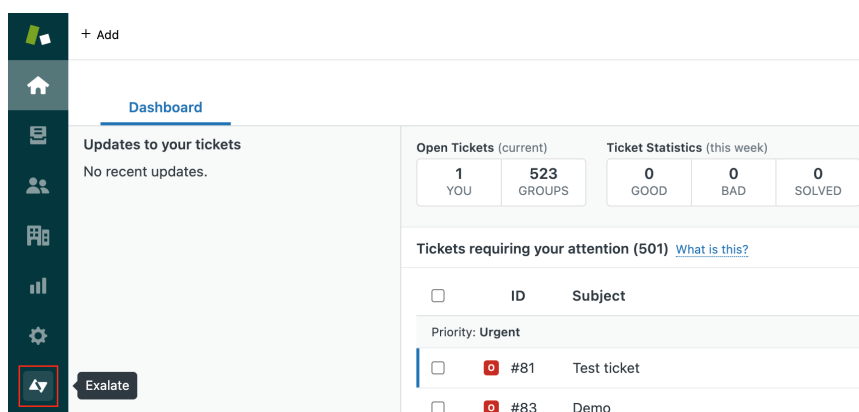 + Add
Dashboard
Updates to your tickets
No recent updates.
Open Tickets (current)
1
YOU
523
GROUPS
Ticket Statistics (this week)
0
GOOD
0
BAD
0
SOLVED
Tickets requiring your attention (501) What is this?
ID Subject
Priority: Urgent
O #81 Test ticket
O #83 Demo
Exalate